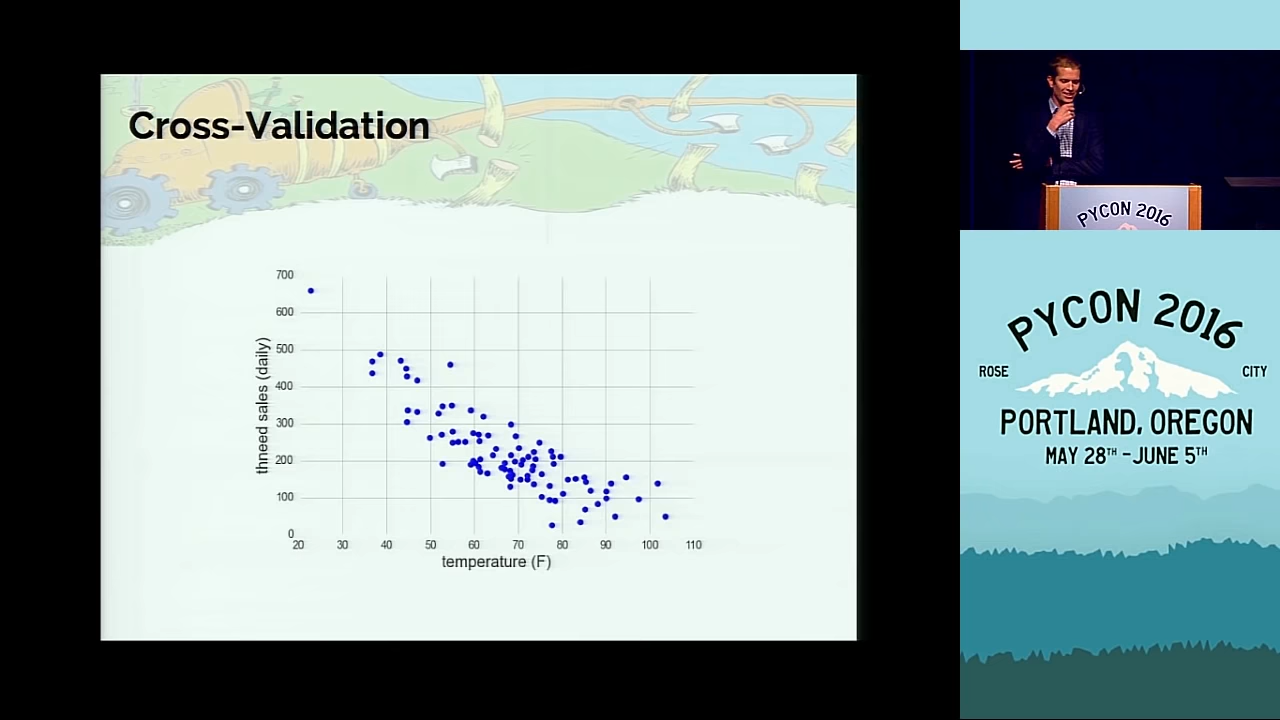 Cross-Validation
700
600
500
400
300
200
100
0
20 30 40 50 60 70 80 90 100 110
thneed sales (daily)
temperature (F)
PYCON 2016
PYCON 2016
ROSE CITY
PORTLAND, OREGON
MAY 28TH - JUNE 5TH